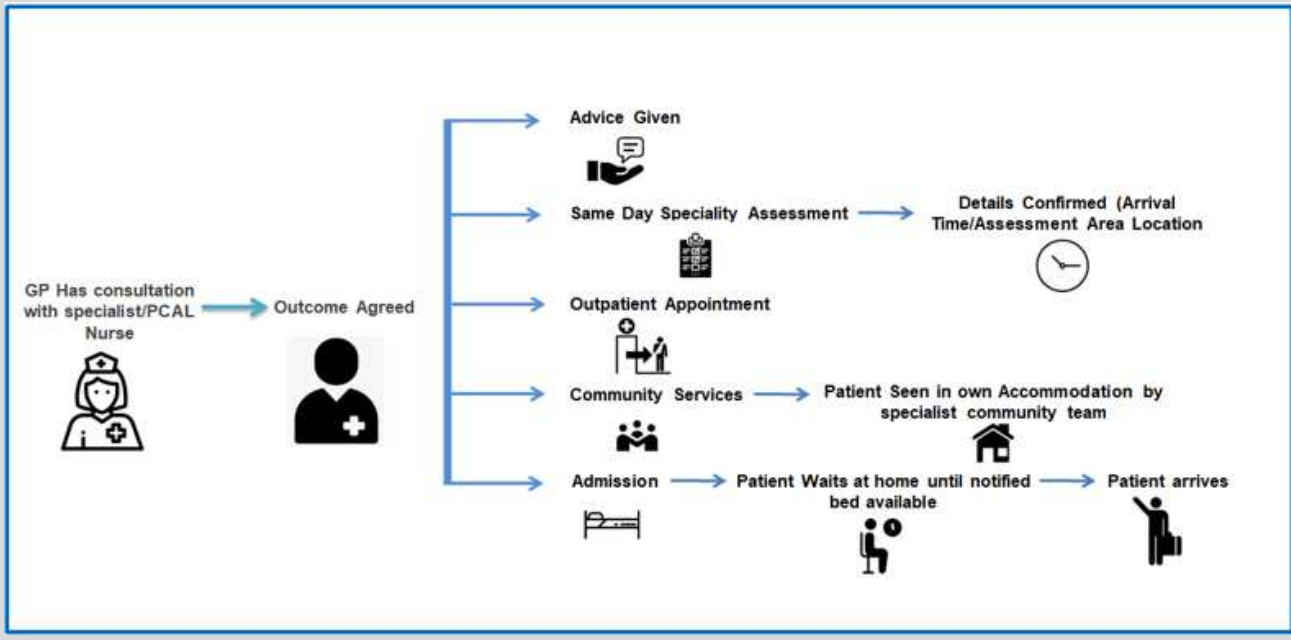 GP Has consultation
with specialist/PCAL
Nurse
Outcome Agreed
Advice Given
Same Day Speciality Assessment
Details Confirmed (Arrival
Time/Assessment Area Location
Outpatient Appointment
Community Services
Patient Seen in own Accommodation by
specialist community team
Admission
Patient Waits at home until notified
bed available
Patient arrives